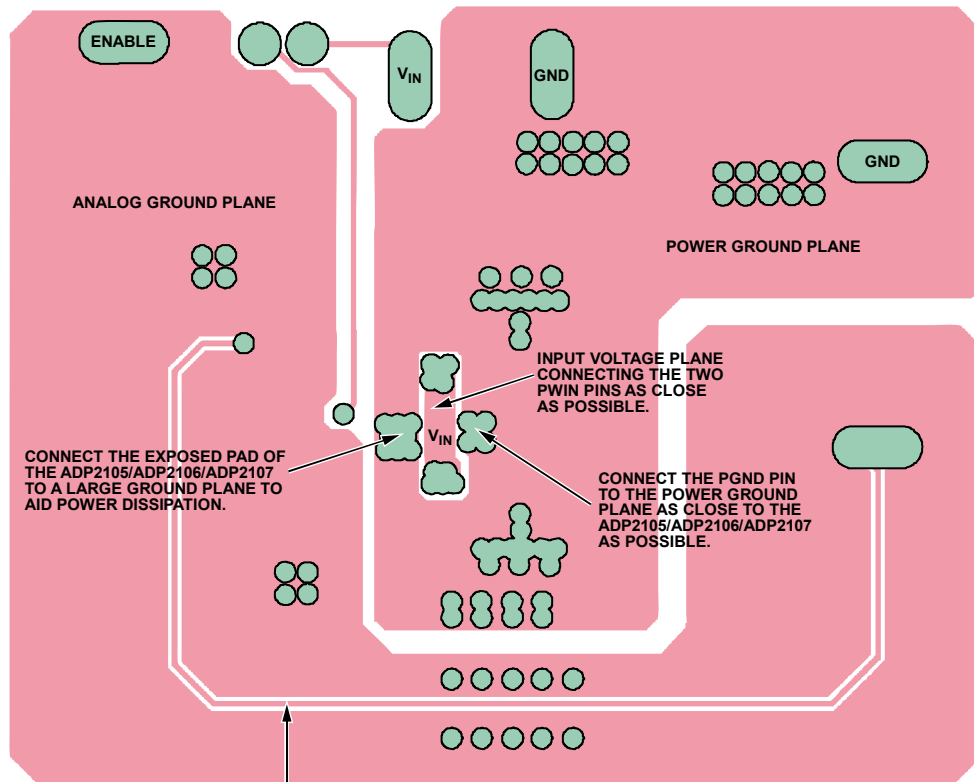 ENABLE
VIN
GND
GND
ANALOG GROUND PLANE
POWER GROUND PLANE
INPUT VOLTAGE PLANE
CONNECTING THE TWO
PWIN PINS AS CLOSE
AS POSSIBLE.
VIN
CONNECT THE EXPOSED PAD OF
THE ADP2105/ADP2106/ADP2107
TO A LARGE GROUND PLANE TO
AID POWER DISSIPATION.
CONNECT THE PGND PIN
TO THE POWER GROUND
PLANE AS CLOSE TO THE
ADP2105/ADP2106/ADP2107
AS POSSIBLE.